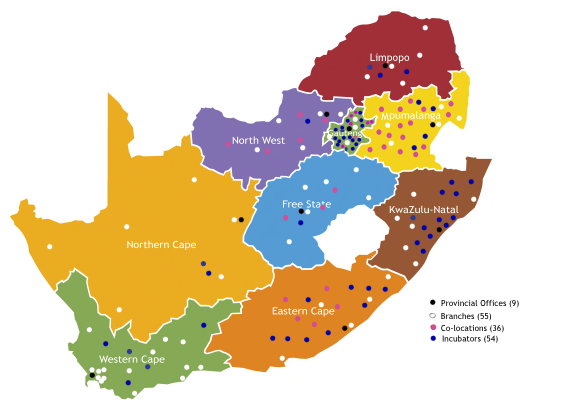 Limpopo
Mpumalanga
Gauteng
North West
Free State
KwaZulu-Natal
Northern Cape
Eastern Cape
Western Cape
Provincial Offices (9)
Branches (55)
Co-locations (36)
Incubators (54)